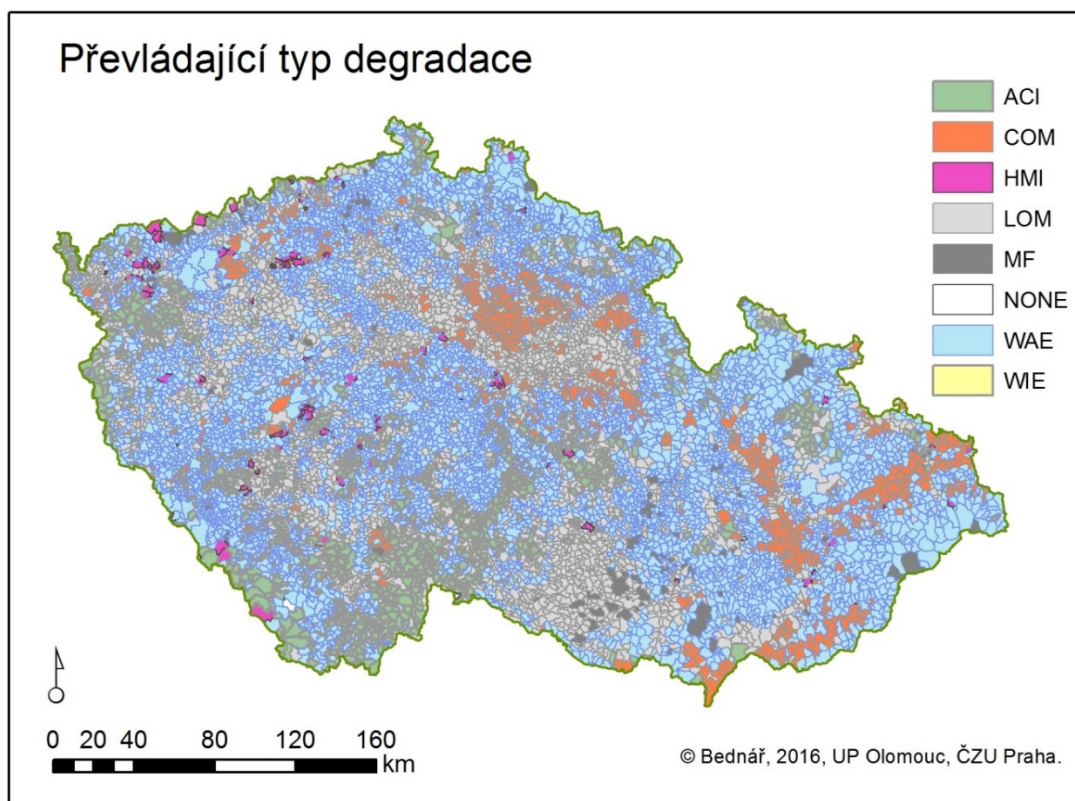 Převládající typ degradace
ACI
COM
HMI
LOM
MF
NONE
WAE
WIE
0 20 40 80 120 160
km
© Bednář, 2016, UP Olomouc, ČZU Praha.